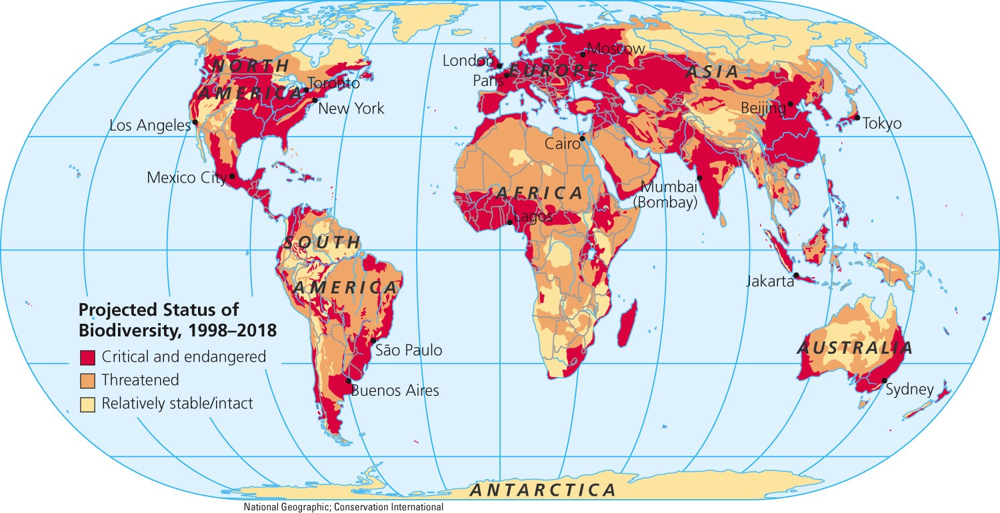 Moscow
London
NORTH
EUROPE
ASIA
Paris
Toronto
AMERICA
New York
Beijing
Los Angeles
Tokyo
Cairo
Mexico City
Mumbai
(Bombay)
AFRICA
Lagos
SOUTH
AMERICA
Jakarta
Projected Status of
Biodiversity, 1998–2018
Critical and endangered
Threatened
Relatively stable/intact
São Paulo
Buenos Aires
AUSTRALIA
Sydney
ANTARCTICA
National Geographic; Conservation International